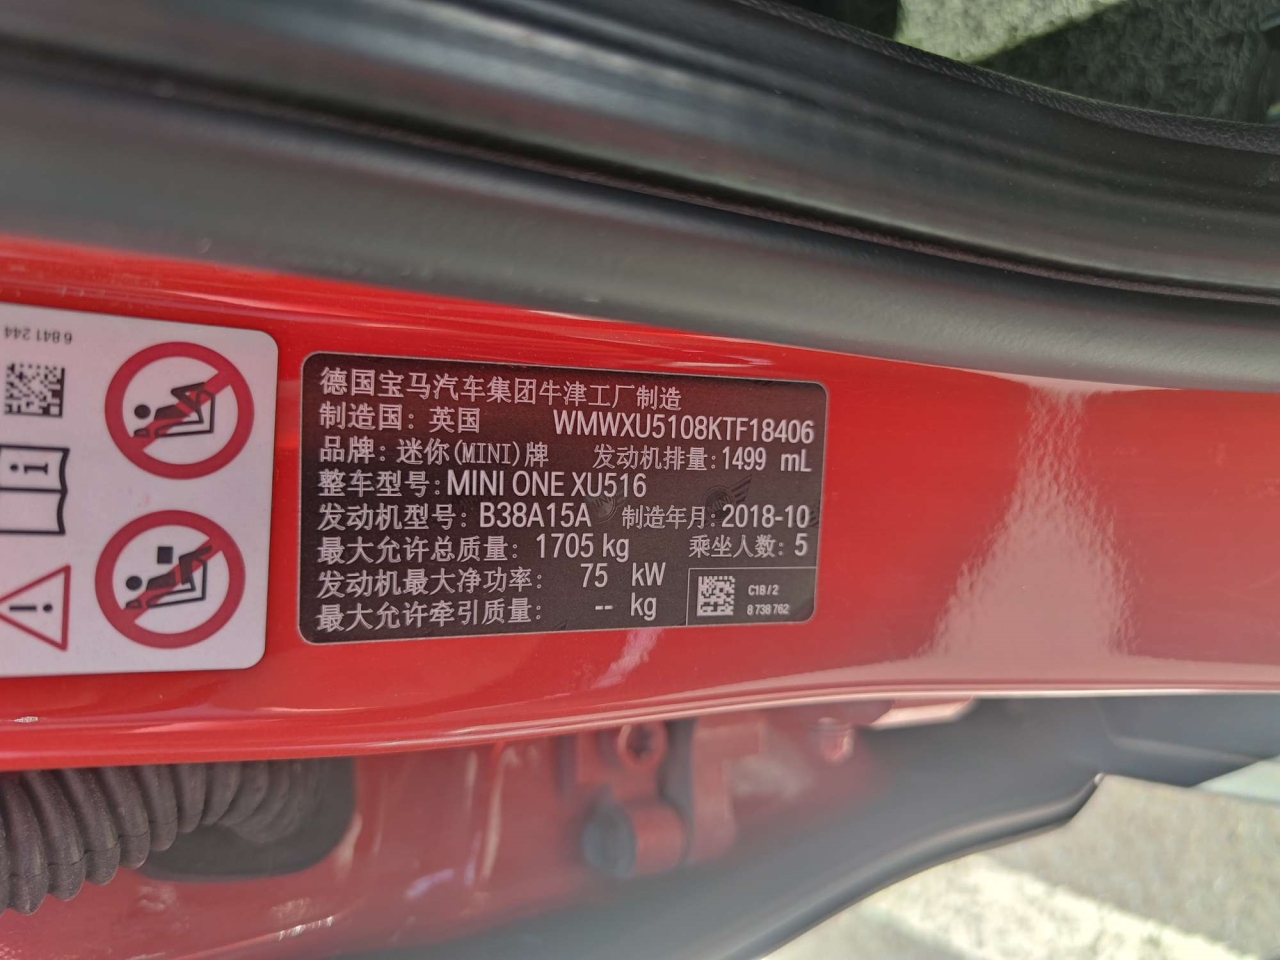 6 841 244
德国宝马汽车集团牛津工厂制造
制造国: 英国 WMWXU5108KTF18406
品牌: 迷你(MINI)牌 发动机排量: 1499 mL
整车型号: MINI ONE XU516
发动机型号: B38A15A 制造年月: 2018-10
最大允许总质量: 1705 kg 乘坐人数: 5
发动机最大净功率: 75 kW
最大允许牵引质量: -- kg
C1B / 2
8 738 762